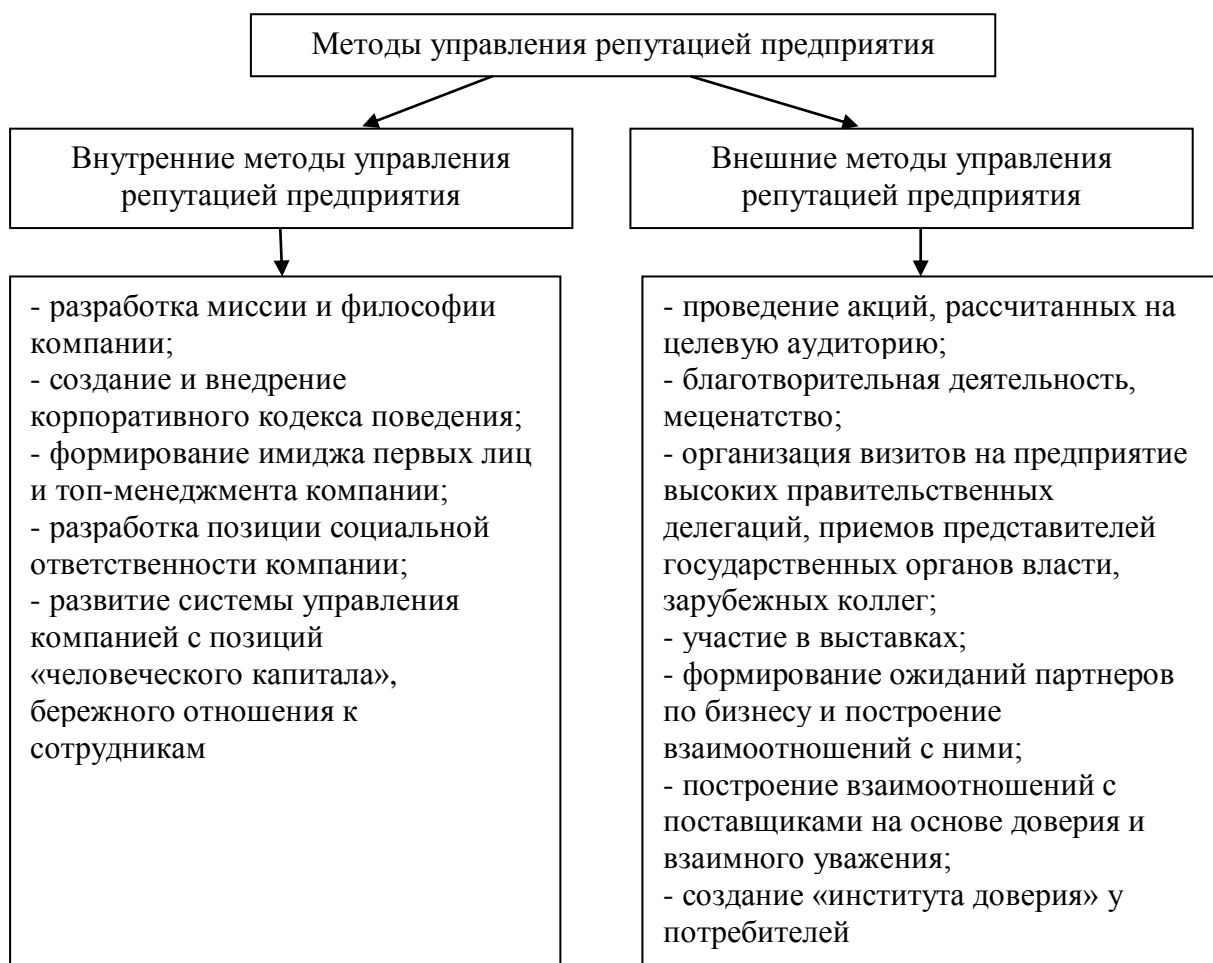 Методы управления репутацией предприятия
Внутренние методы управления
репутацией предприятия
Внешние методы управления
репутацией предприятия
- разработка миссии и философии
компании;
- создание и внедрение
корпоративного кодекса поведения;
- формирование имиджа первых лиц
и топ-менеджмента компании;
- разработка позиции социальной
ответственности компании;
- развитие системы управления
компанией с позиций
«человеческого капитала»,
бережного отношения к
сотрудникам
- проведение акций, рассчитанных на
целевую аудиторию;
- благотворительная деятельность,
меценатство;
- организация визитов на предприятие
высоких правительственных
делегаций, приемов представителей
государственных органов власти,
зарубежных коллег;
- участие в выставках;
- формирование ожиданий партнеров
по бизнесу и построение
взаимоотношений с ними;
- построение взаимоотношений с
поставщиками на основе доверия и
взаимного уважения;
- создание «института доверия» у
потребителей